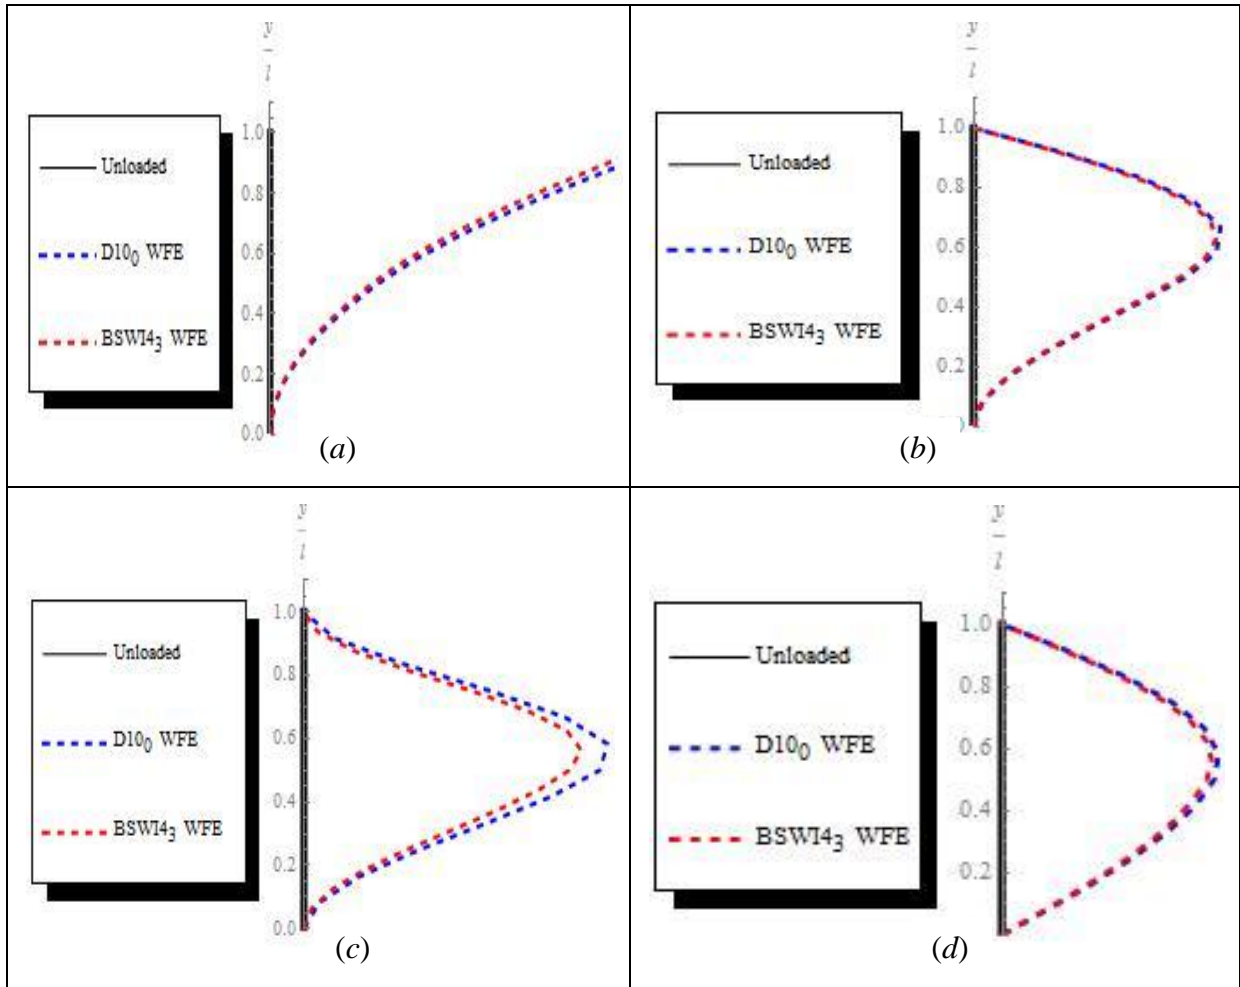 y
l
1.0
0.8
0.6
0.4
0.2
0.0
Unloaded
D10₀ WFE
BSWI4₃ WFE
(a)
y
l
1.0
0.8
0.6
0.4
0.2
Unloaded
D10₀ WFE
BSWI4₃ WFE
(b)
y
l
1.0
0.8
0.6
0.4
0.2
0.0
Unloaded
D10₀ WFE
BSWI4₃ WFE
(c)
y
l
1.0
0.8
0.6
0.4
0.2
Unloaded
D10₀ WFE
BSWI4₃ WFE
(d)